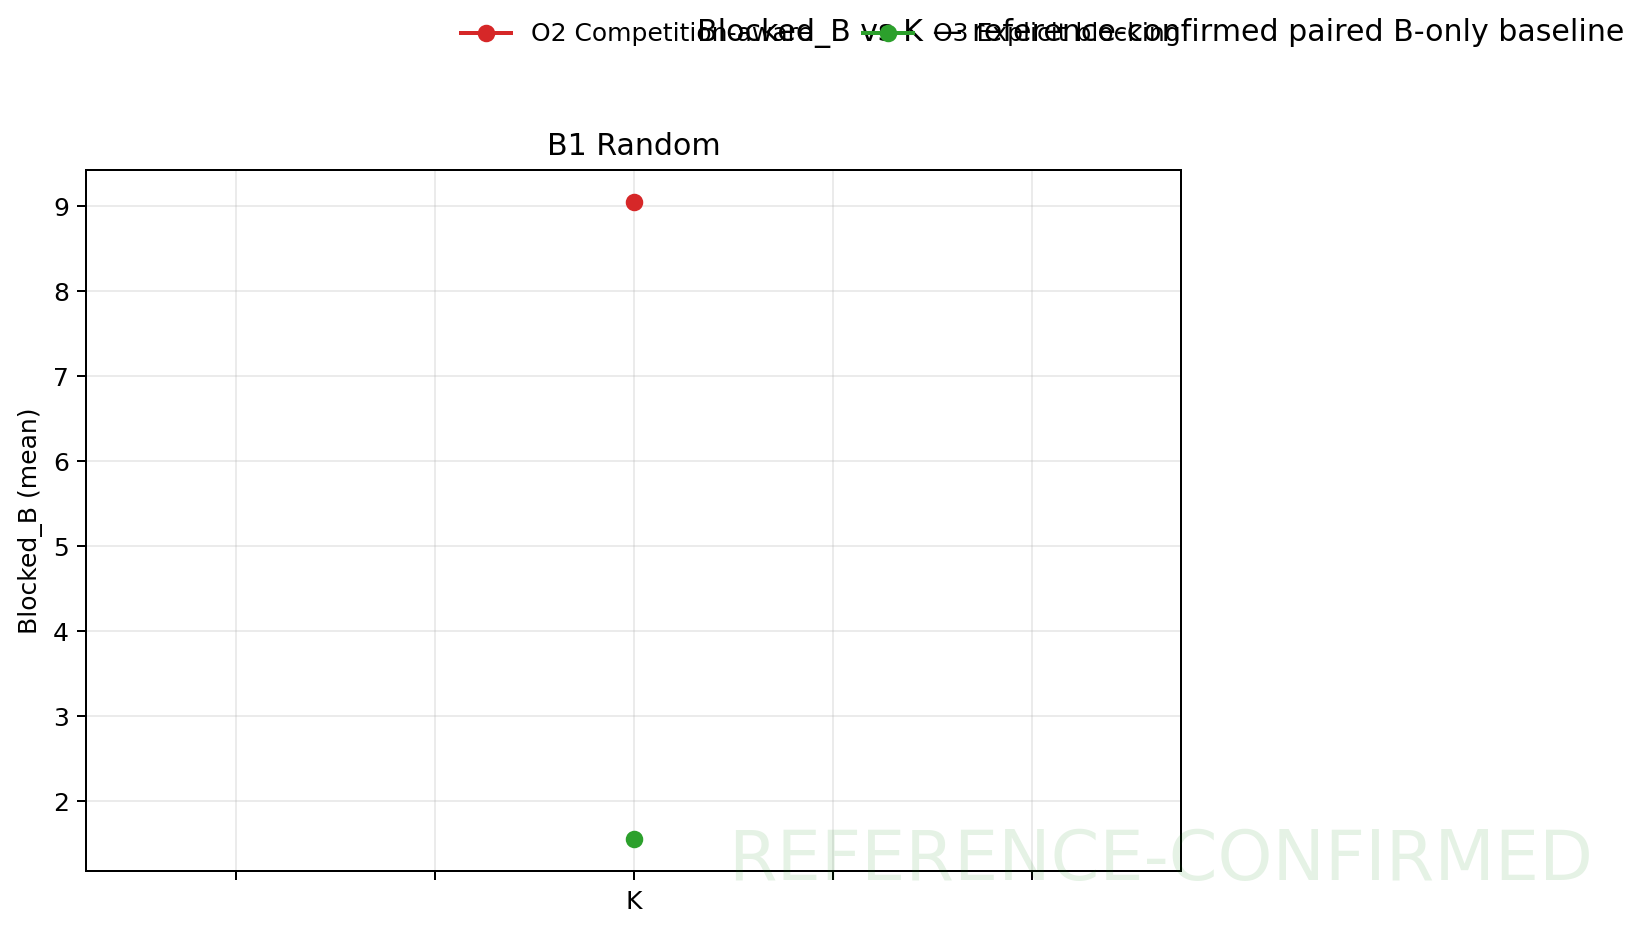 Blocked_B vs K — reference-confirmed paired B-only baseline
O2 Competition-aware
O3 Explicit blocking
B1 Random
Blocked_B (mean)
9
8
7
6
5
4
3
2
K
REFERENCE-CONFIRMED